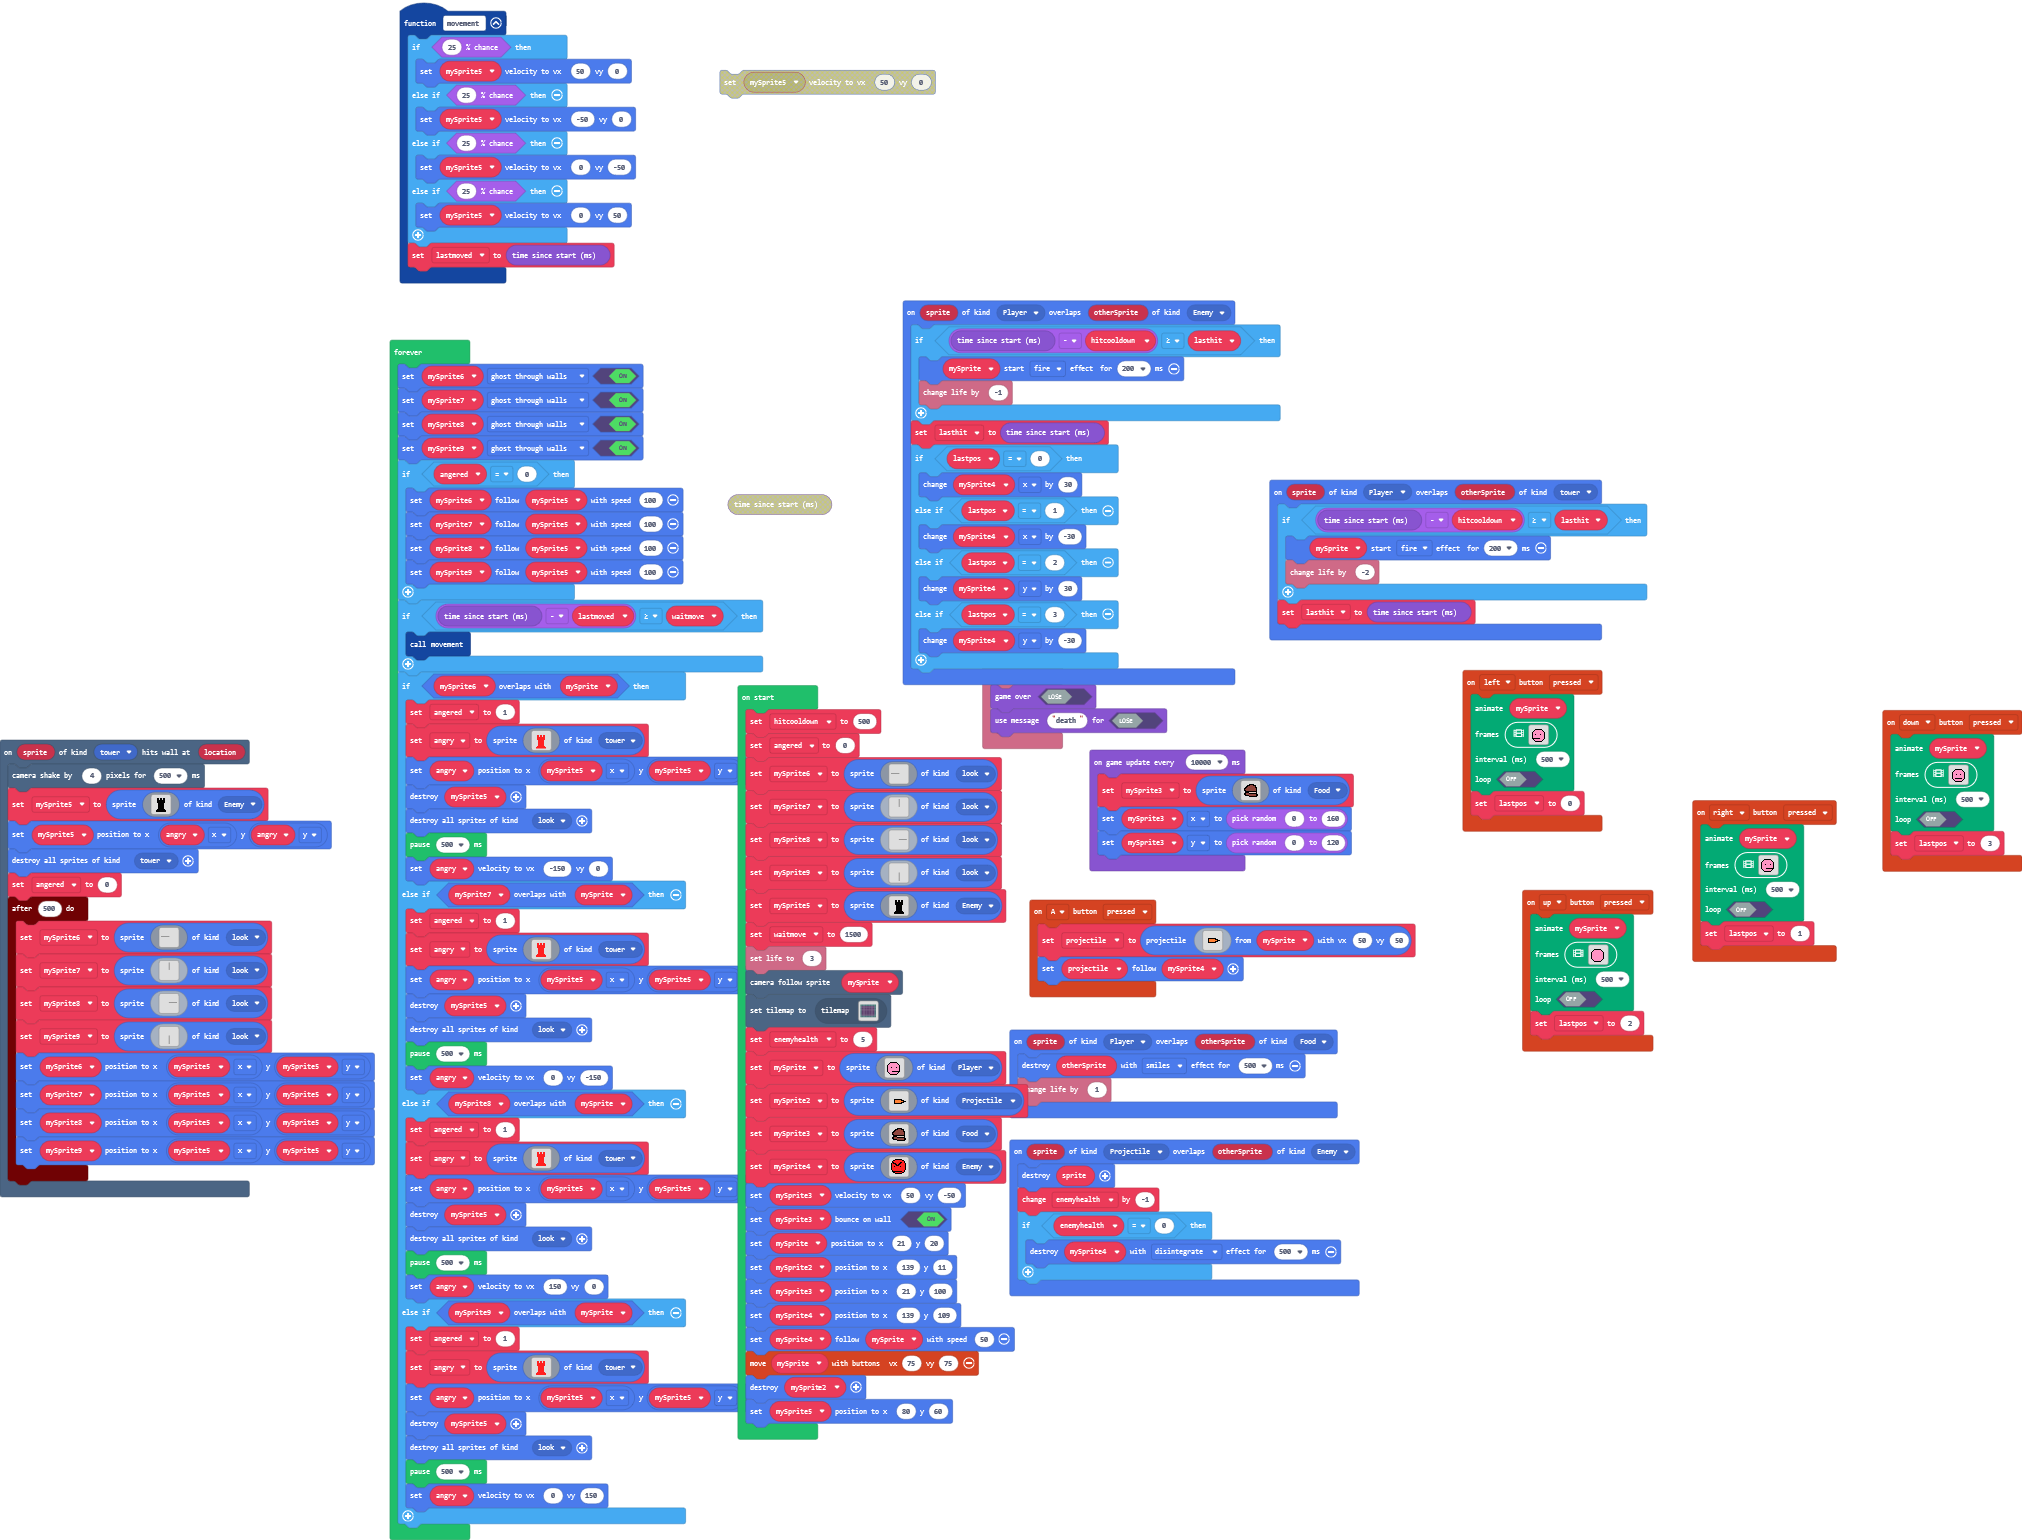 function movement
if 25 % chance then
set mySprite5 velocity to vx 50 vy 0
else if 25 % chance then
set mySprite5 velocity to vx -50 vy 0
else if 25 % chance then
set mySprite5 velocity to vx 0 vy -50
else if 25 % chance then
set mySprite5 velocity to vx 0 vy 50
set lastmoved to time since start (ms)
set mySprite5 velocity to vx 50 vy 0
forever
set mySprite6 ghost through walls ON
set mySprite7 ghost through walls ON
set mySprite8 ghost through walls ON
set mySprite9 ghost through walls ON
if angered = 0 then
set mySprite6 follow mySprite5 with speed 100
set mySprite7 follow mySprite5 with speed 100
set mySprite8 follow mySprite5 with speed 100
set mySprite9 follow mySprite5 with speed 100
if time since start (ms) - lastmoved ≥ waitmove then
call movement
if mySprite6 overlaps with mySprite then
set angered to 1
set angry to sprite of kind tower
set angry position to x mySprite5 x y mySprite5 y
destroy mySprite5
destroy all sprites of kind look
pause 500 ms
set angry velocity to vx -150 vy 0
else if mySprite7 overlaps with mySprite then
set angered to 1
set angry to sprite of kind tower
set angry position to x mySprite5 x y mySprite5 y
destroy mySprite5
destroy all sprites of kind look
pause 500 ms
set angry velocity to vx 0 vy -150
else if mySprite8 overlaps with mySprite then
set angered to 1
set angry to sprite of kind tower
set angry position to x mySprite5 x y mySprite5 y
destroy mySprite5
destroy all sprites of kind look
pause 500 ms
set angry velocity to vx 150 vy 0
else if mySprite9 overlaps with mySprite then
set angered to 1
set angry to sprite of kind tower
set angry position to x mySprite5 x y mySprite5 y
destroy mySprite5
destroy all sprites of kind look
pause 500 ms
set angry velocity to vx 0 vy 150
time since start (ms)
on sprite of kind tower hits wall at location
camera shake by 4 pixels for 500 ms
set mySprite5 to sprite of kind Enemy
set mySprite5 position to x angry x y angry y
destroy all sprites of kind tower
set angered to 0
after 500 do
set mySprite6 to sprite of kind look
set mySprite7 to sprite of kind look
set mySprite8 to sprite of kind look
set mySprite9 to sprite of kind look
set mySprite6 position to x mySprite5 x y mySprite5 y
set mySprite7 position to x mySprite5 x y mySprite5 y
set mySprite8 position to x mySprite5 x y mySprite5 y
set mySprite9 position to x mySprite5 x y mySprite5 y
on start
set hitcooldown to 500
set angered to 0
set mySprite6 to sprite of kind look
set mySprite7 to sprite of kind look
set mySprite8 to sprite of kind look
set mySprite9 to sprite of kind look
set mySprite5 to sprite of kind Enemy
set waitmove to 1500
set life to 3
camera follow sprite mySprite
set tilemap to tilemap
set enemyhealth to 5
set mySprite to sprite of kind Player
set mySprite2 to sprite of kind Projectile
set mySprite3 to sprite of kind Food
set mySprite4 to sprite of kind Enemy
set mySprite3 velocity to vx 50 vy -50
set mySprite3 bounce on wall ON
set mySprite position to x 21 y 20
set mySprite2 position to x 139 y 11
set mySprite3 position to x 21 y 100
set mySprite4 position to x 139 y 109
set mySprite4 follow mySprite with speed 50
move mySprite with buttons vx 75 vy 75
destroy mySprite2
set mySprite5 position to x 80 y 60
on sprite of kind Player overlaps otherSprite of kind Enemy
if time since start (ms) - hitcooldown ≥ lasthit then
mySprite start fire effect for 200 ms
change life by -1
set lasthit to time since start (ms)
if lastpos = 0 then
change mySprite4 x by 30
else if lastpos = 1 then
change mySprite4 x by -30
else if lastpos = 2 then
change mySprite4 y by 30
else if lastpos = 3 then
change mySprite4 y by -30
game over LOSE
use message "death " for LOSE
on game update every 10000 ms
set mySprite3 to sprite of kind Food
set mySprite3 x to pick random 0 to 160
set mySprite3 y to pick random 0 to 120
on A button pressed
set projectile to projectile from mySprite with vx 50 vy 50
set projectile follow mySprite4
on sprite of kind Player overlaps otherSprite of kind Food
destroy otherSprite with smiles effect for 500 ms
ange life by 1
on sprite of kind Projectile overlaps otherSprite of kind Enemy
destroy sprite
change enemyhealth by -1
if enemyhealth = 0 then
destroy mySprite4 with disintegrate effect for 500 ms
on sprite of kind Player overlaps otherSprite of kind tower
if time since start (ms) - hitcooldown ≥ lasthit then
mySprite start fire effect for 200 ms
change life by -2
set lasthit to time since start (ms)
on left button pressed
animate mySprite
frames
interval (ms) 500
loop OFF
set lastpos to 0
on up button pressed
animate mySprite
frames
interval (ms) 500
loop OFF
set lastpos to 2
on right button pressed
animate mySprite
frames
interval (ms) 500
loop OFF
set lastpos to 1
on down button pressed
animate mySprite
frames
interval (ms) 500
loop OFF
set lastpos to 3